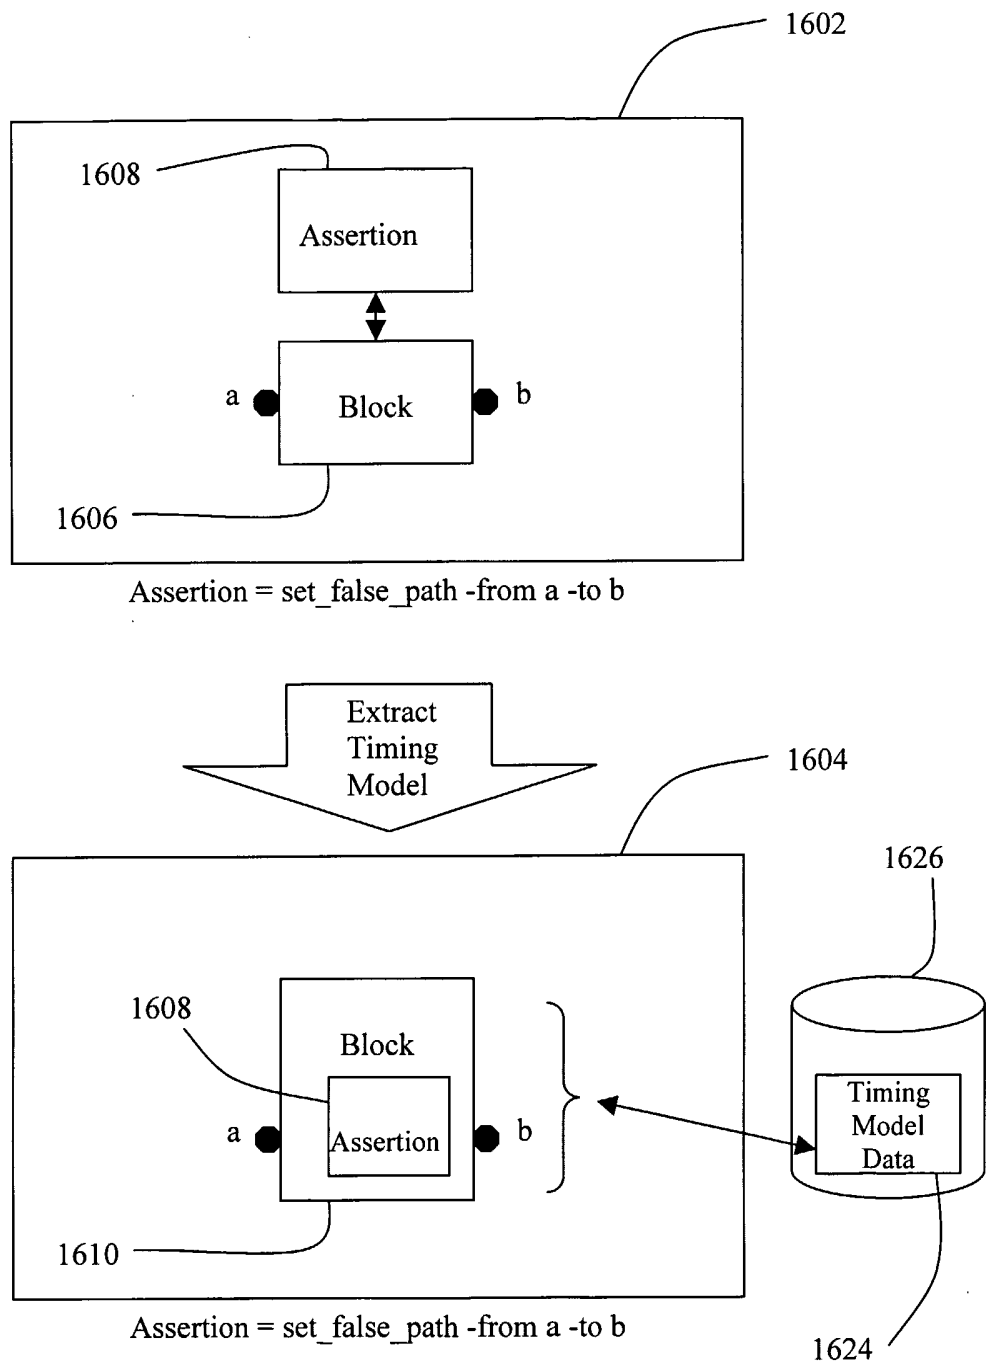 1602
1608
Assertion
a
Block
b
1606
Assertion = set_false_path -from a -to b
Extract
Timing
Model
1604
1626
1608
Block
Timing
Model
Data
a
Assertion
b
1610
Assertion = set_false_path -from a -to b
1624